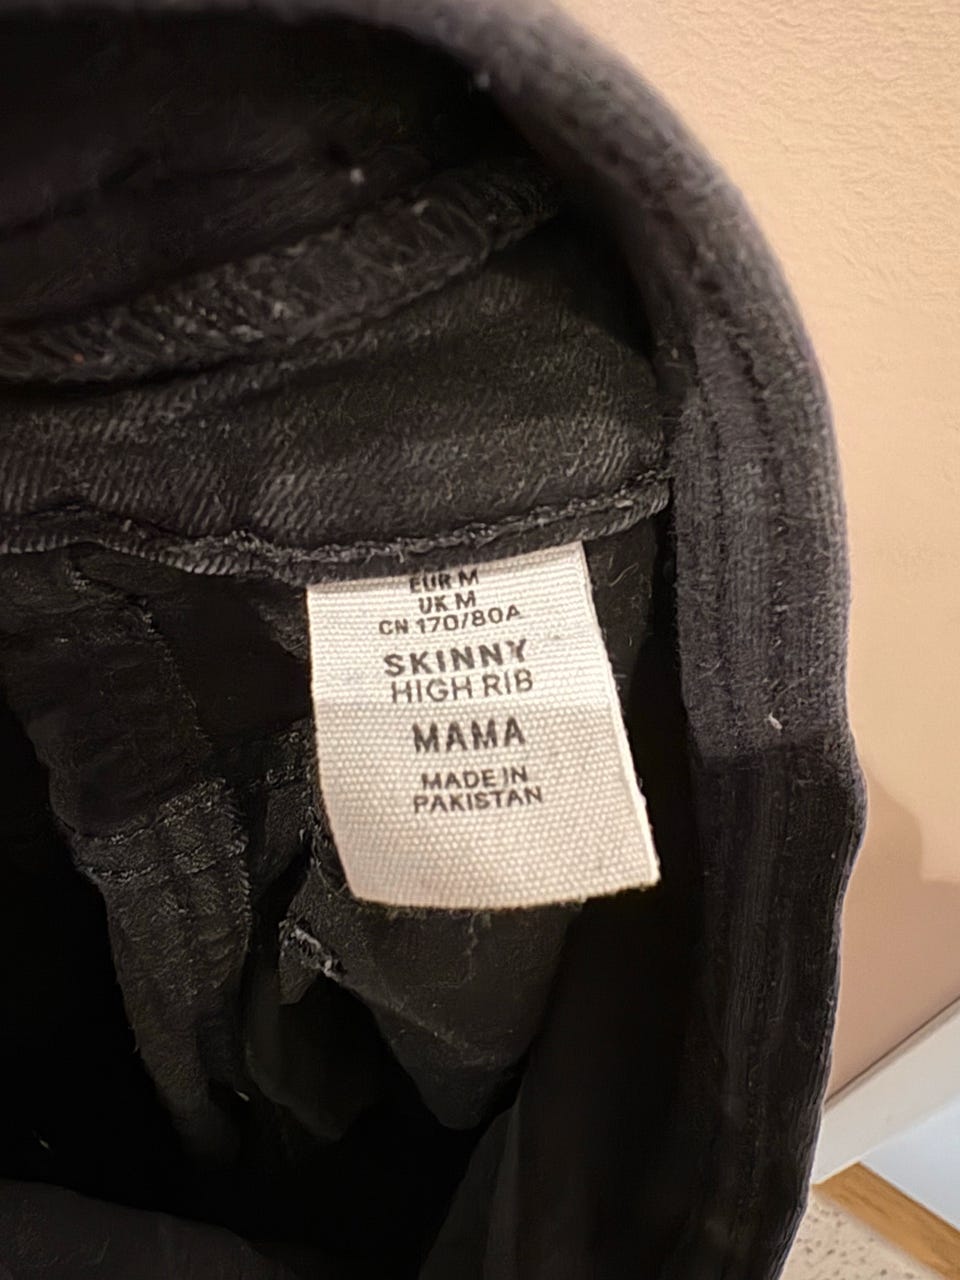 EUR M
UK M
CN 170/80A
SKINNY
HIGH RIB
MAMA
MADE IN
PAKISTAN